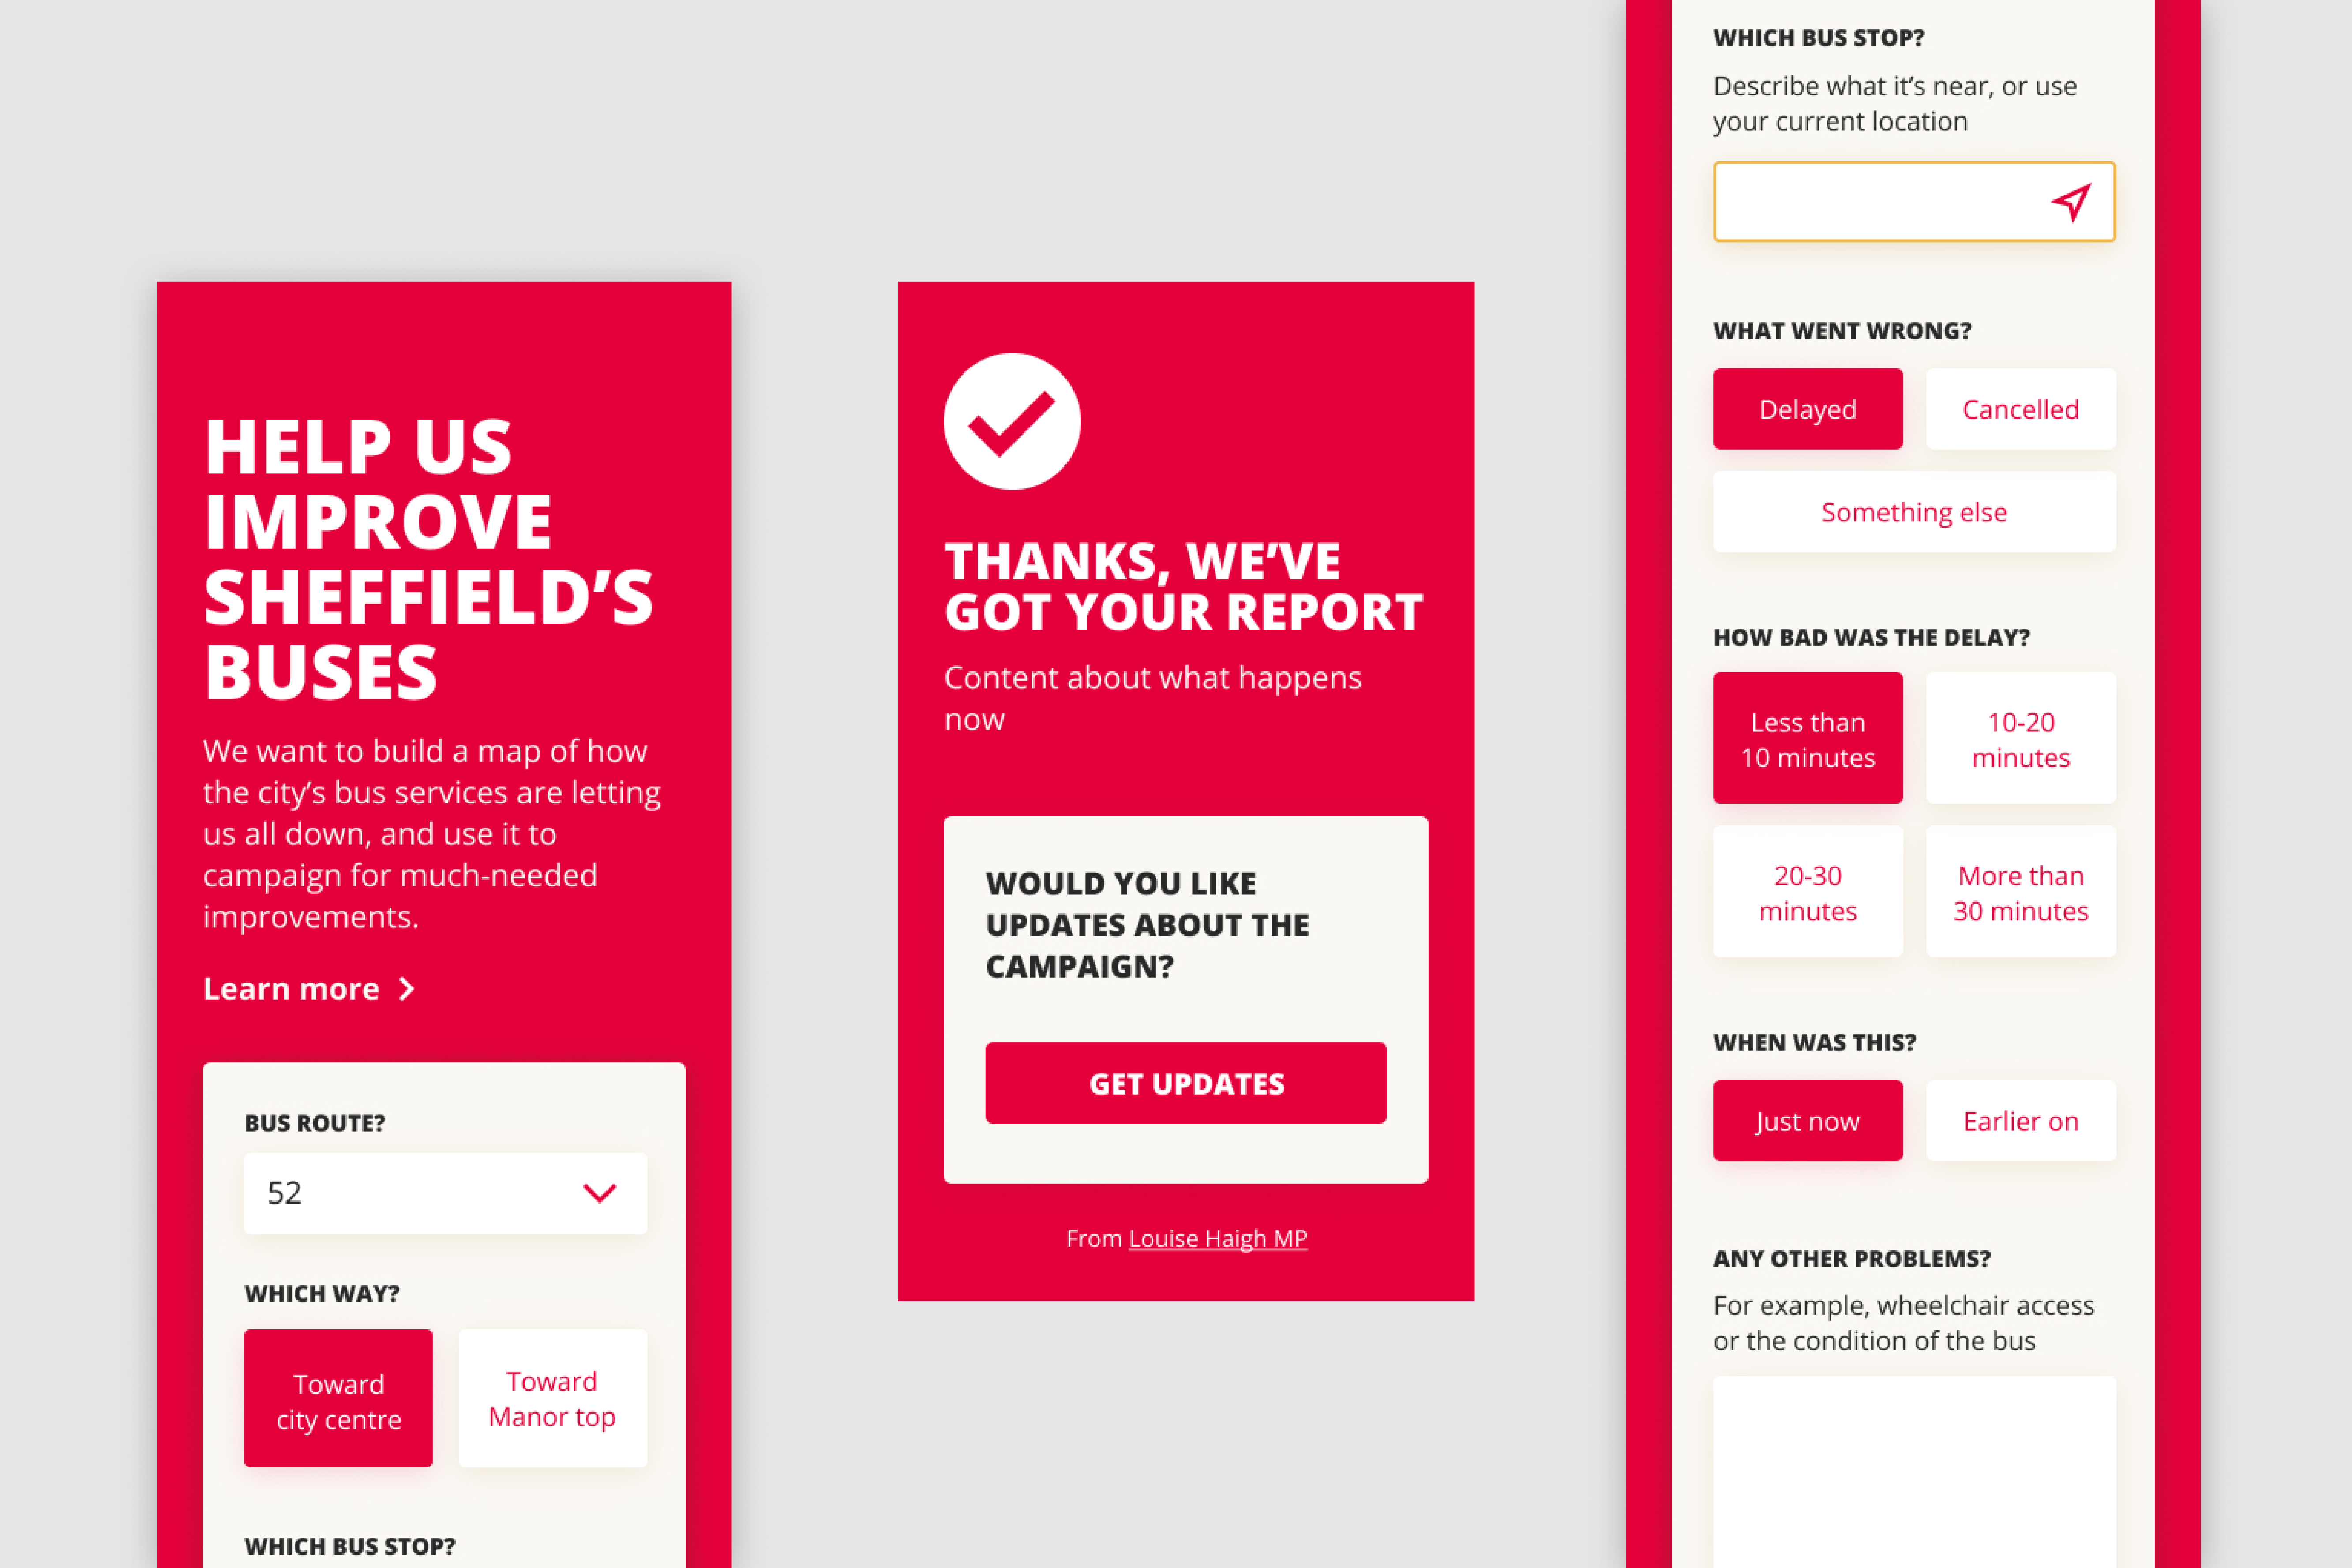 HELP US
IMPROVE
SHEFFIELD’S
BUSES
We want to build a map of how
the city’s bus services are letting
us all down, and use it to
campaign for much-needed
improvements.
Learn more
BUS ROUTE?
52
WHICH WAY?
Toward
city centre
Toward
Manor top
WHICH BUS STOP?
THANKS, WE’VE
GOT YOUR REPORT
Content about what happens
now
WOULD YOU LIKE
UPDATES ABOUT THE
CAMPAIGN?
GET UPDATES
From Louise Haigh MP
WHICH BUS STOP?
Describe what it’s near, or use
your current location
WHAT WENT WRONG?
Delayed
Cancelled
Something else
HOW BAD WAS THE DELAY?
Less than
10 minutes
10-20
minutes
20-30
minutes
More than
30 minutes
WHEN WAS THIS?
Just now
Earlier on
ANY OTHER PROBLEMS?
For example, wheelchair access
or the condition of the bus